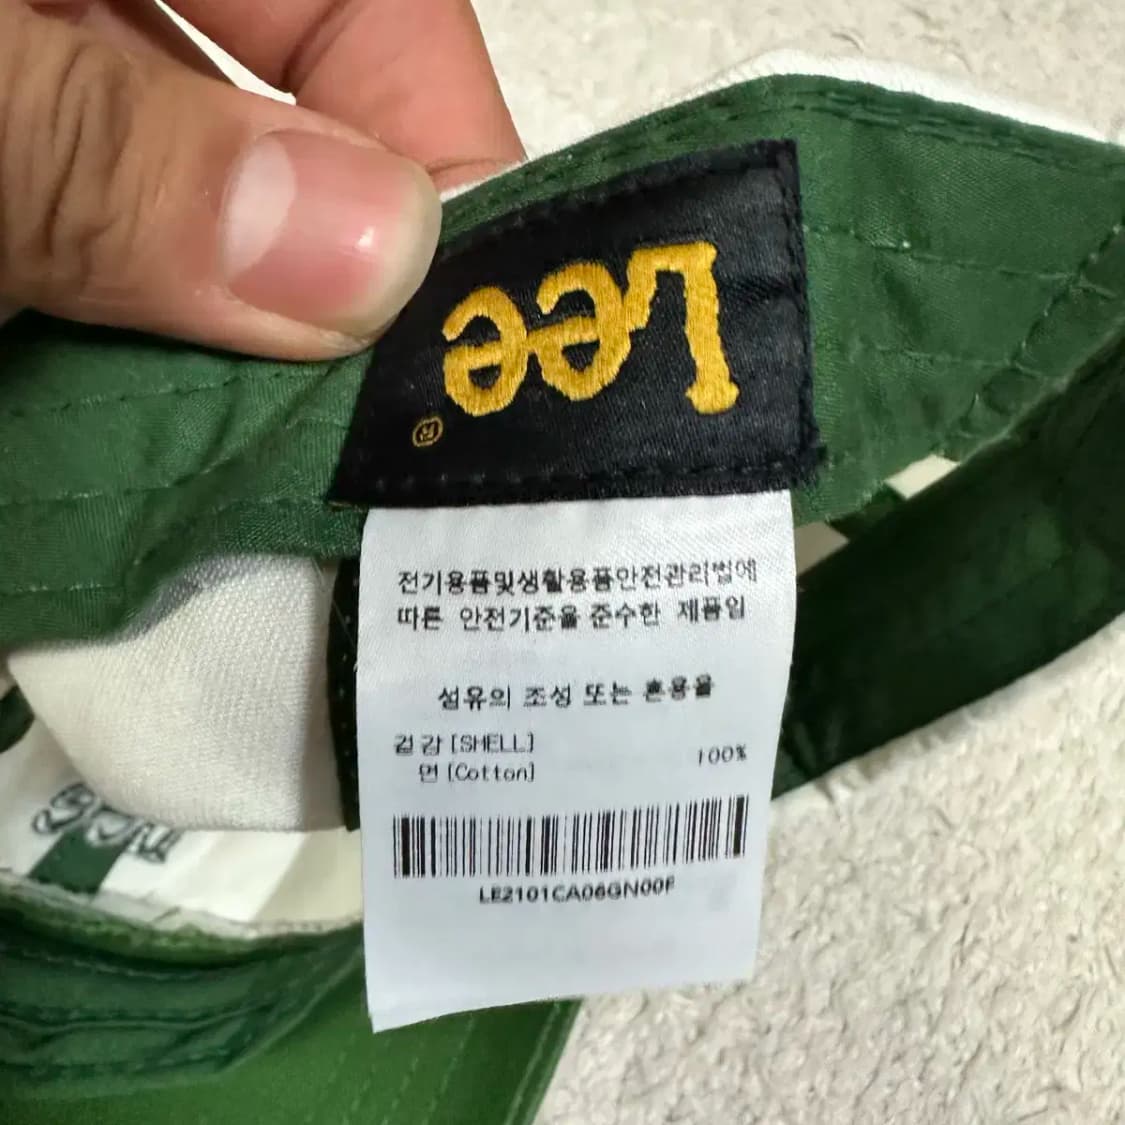 Lee
®
전기용품및생활용품안전관리법에
따른 안전기준을 준수한 제품임
섬유의 조성 또는 혼용율
겉감 [SHELL]
면 [Cotton] 100%
LE2101CA06GN00F